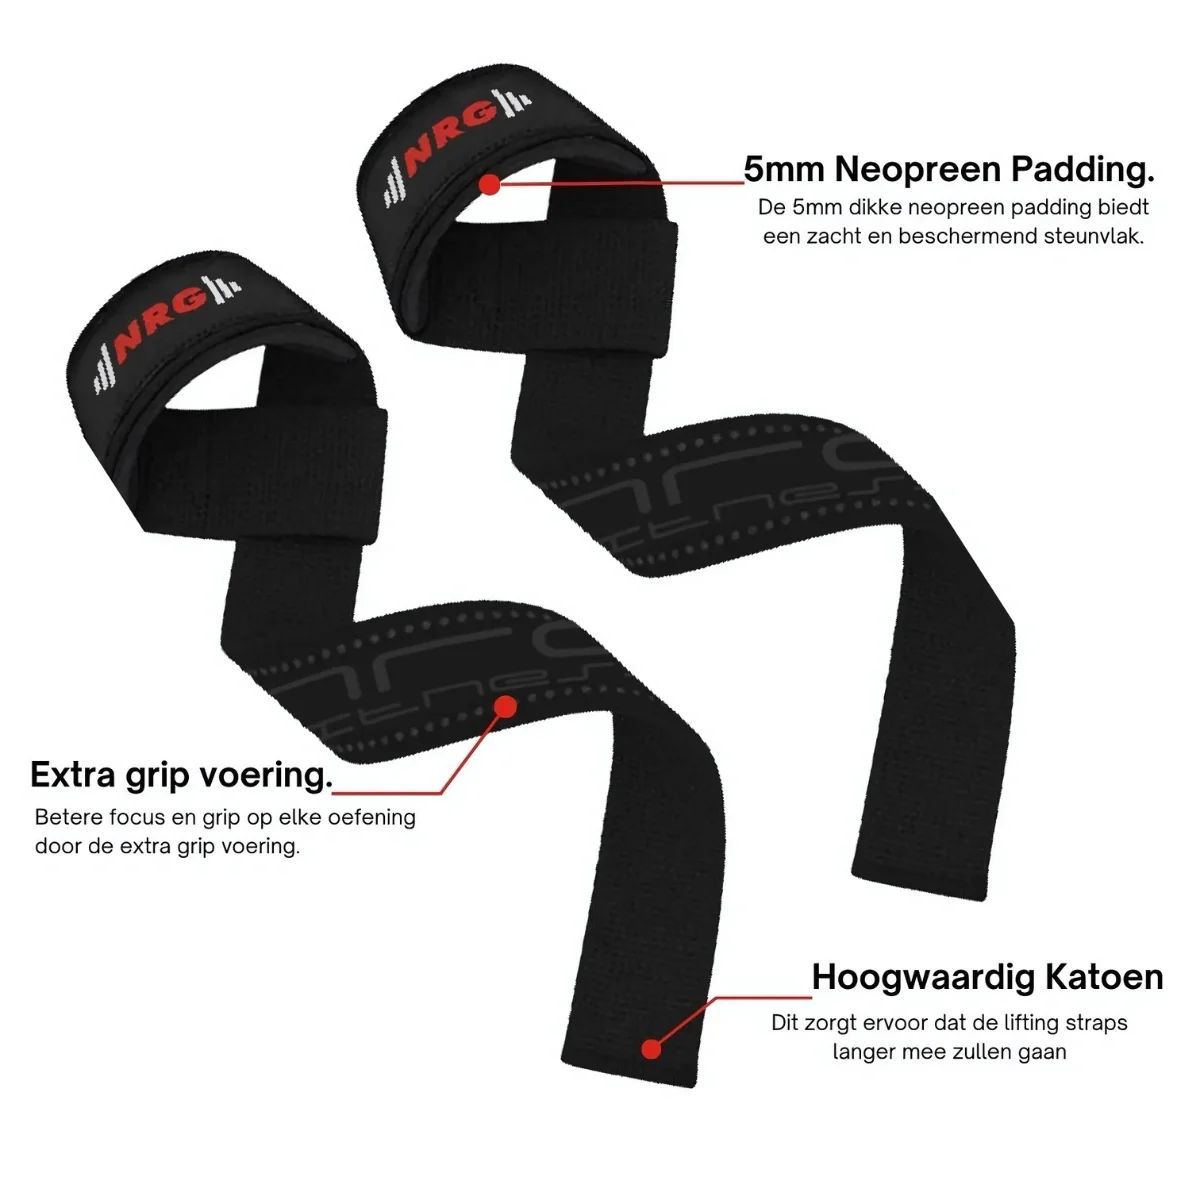 NRG
5mm Neopreen Padding.
De 5mm dikke neopreen padding biedt
een zacht en beschermend steunvlak.
NRG
Extra grip voering.
Betere focus en grip op elke oefening
door de extra grip voering.
Hoogwaardig Katoen
Dit zorgt ervoor dat de lifting straps
langer mee zullen gaan